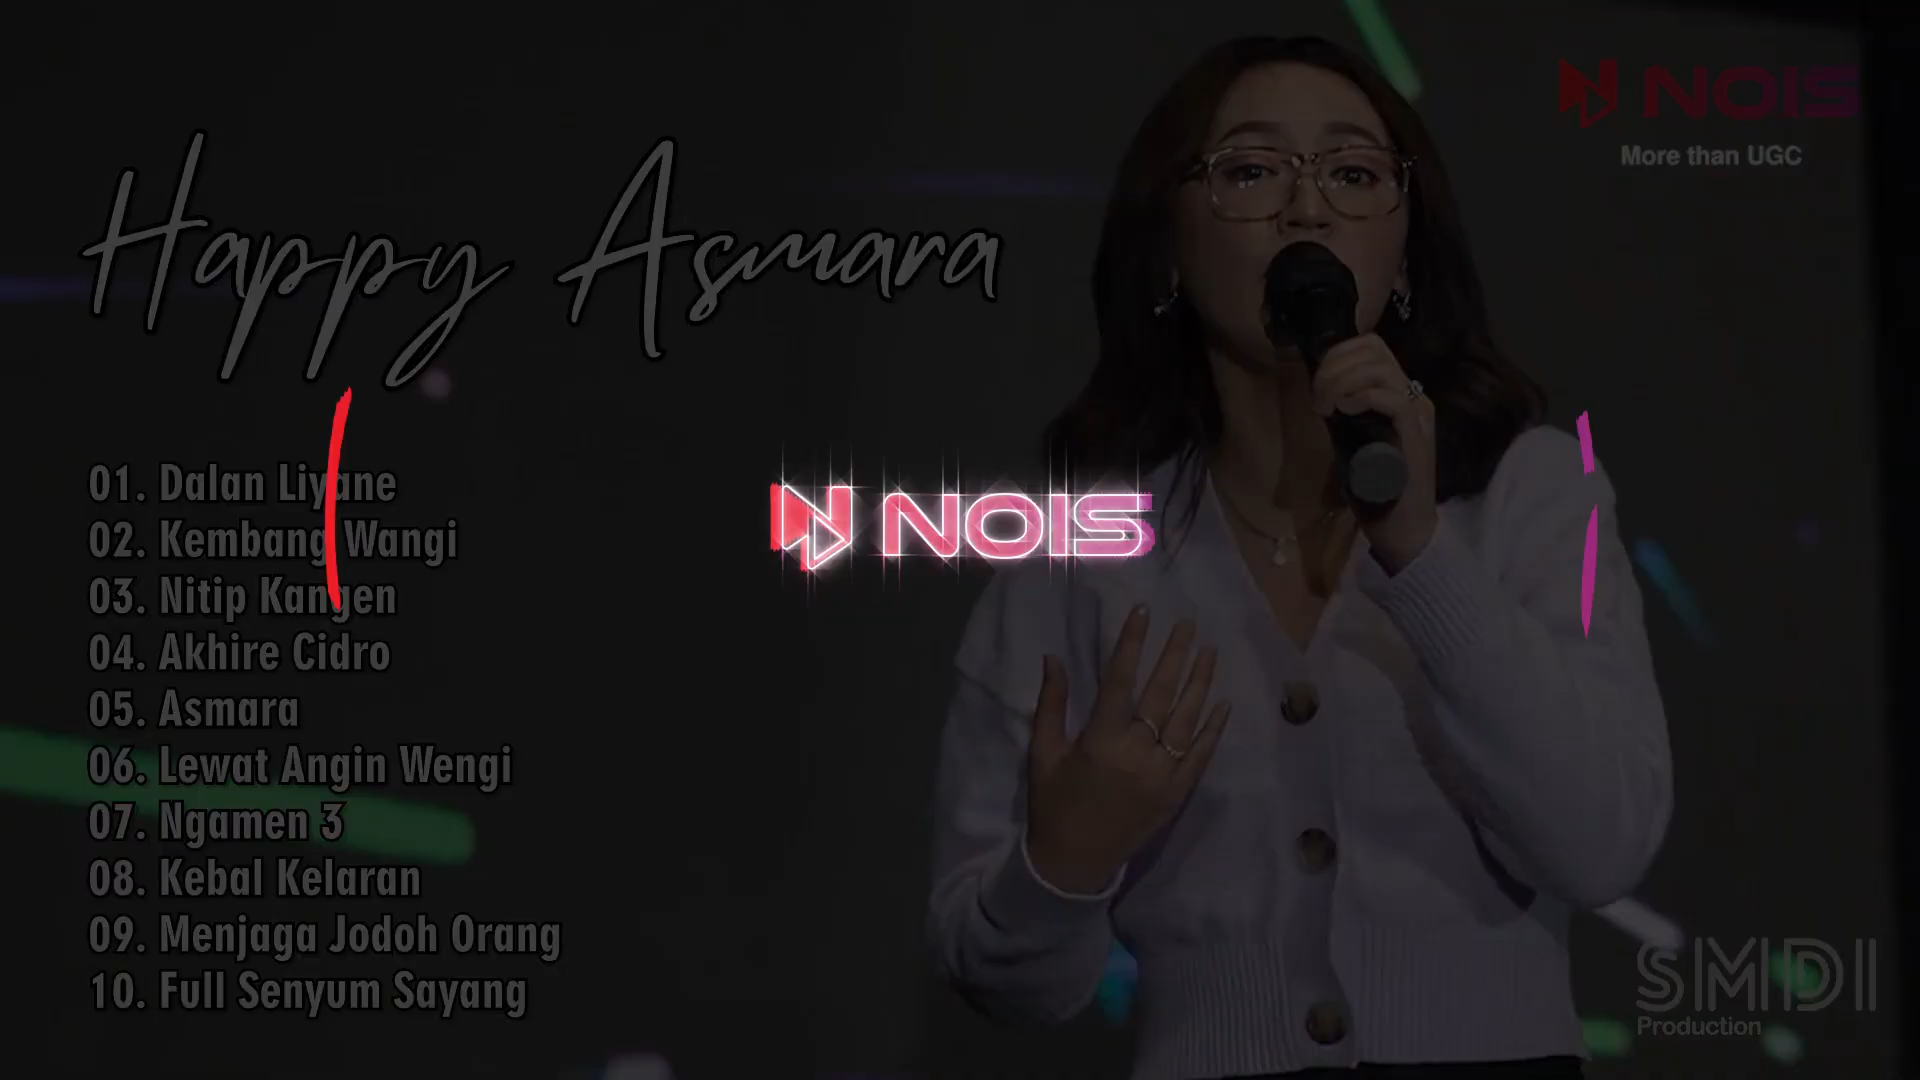 NOIS
More than UGC
Happy Asmara
01. Dalan Liyane
02. Kembang Wangi
03. Nitip Kangen
04. Akhire Cidro
05. Asmara
06. Lewat Angin Wengi
07. Ngamen 3
08. Kebal Kelaran
09. Menjaga Jodoh Orang
10. Full Senyum Sayang
NOIS
SMDI
Production